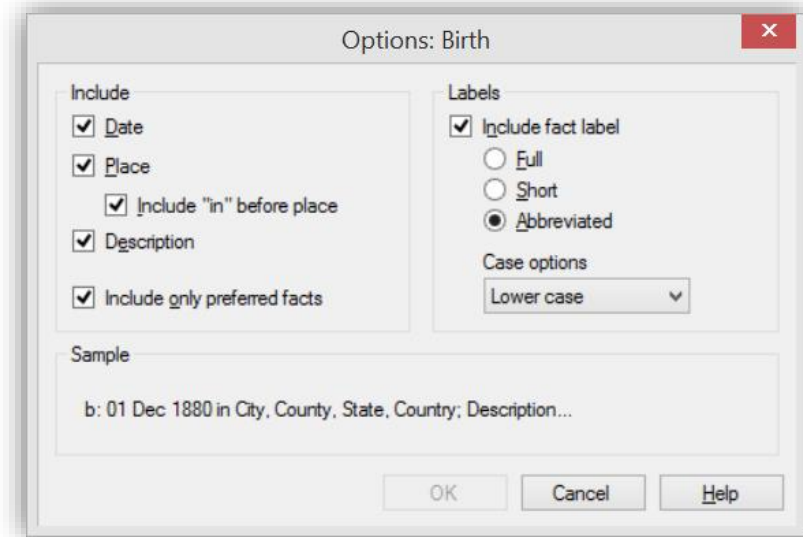 Options: Birth
Include
Date
Place
Include "in" before place
Description
Include only preferred facts
Labels
Include fact label
Full
Short
Abbreviated
Case options
Lower case
Sample
b: 01 Dec 1880 in City, County, State, Country; Description...
OK
Cancel
Help